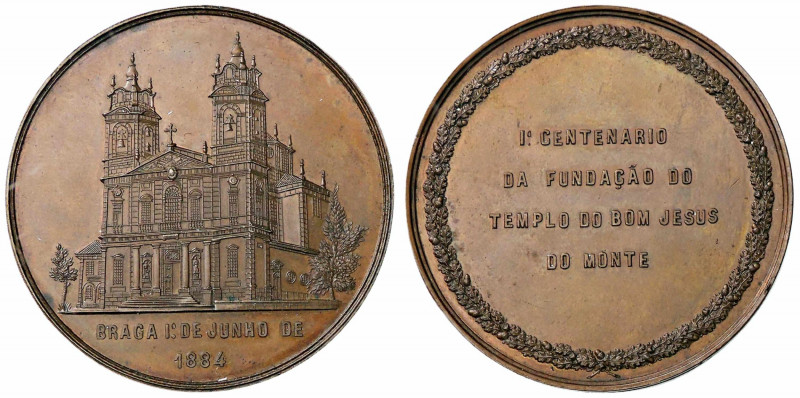 BRAGA 1º DE JUNHO DE
1884
1º CENTENARIO
DA FUNDAÇÃO DO
TEMPLO DO BOM JESUS
DO MONTE